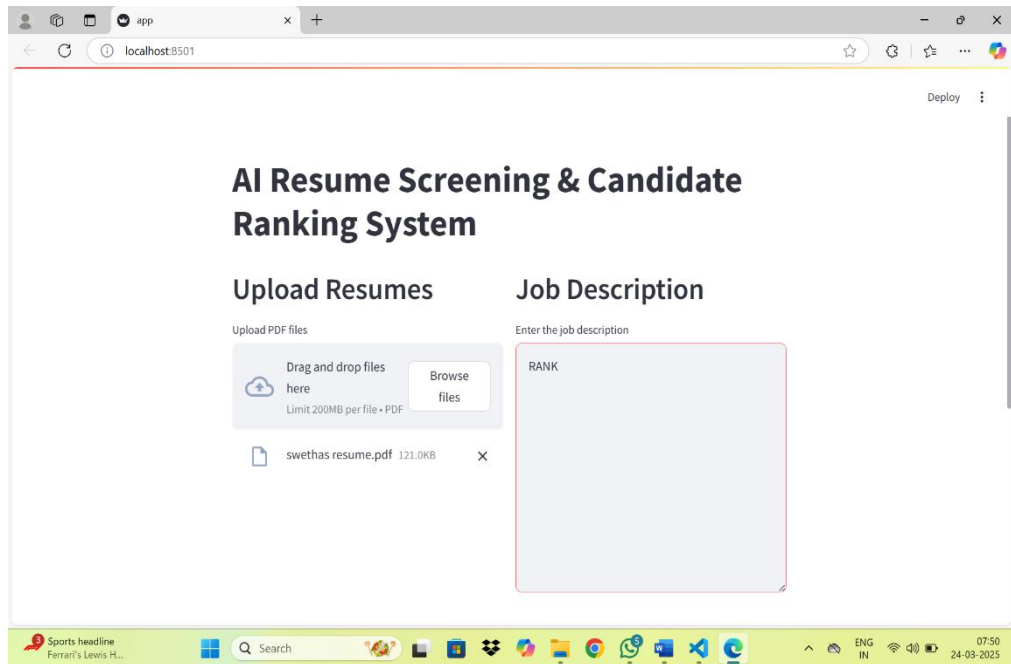 app
localhost:8501
Deploy
AI Resume Screening & Candidate
Ranking System
Upload Resumes
Upload PDF files
Drag and drop files
here
Limit 200MB per file • PDF
Browse
files
swethas resume.pdf 121.0KB
Job Description
Enter the job description
RANK
3
Sports headline
Ferrari's Lewis H...
Search
5
ENG
IN
07:50
24-03-2025